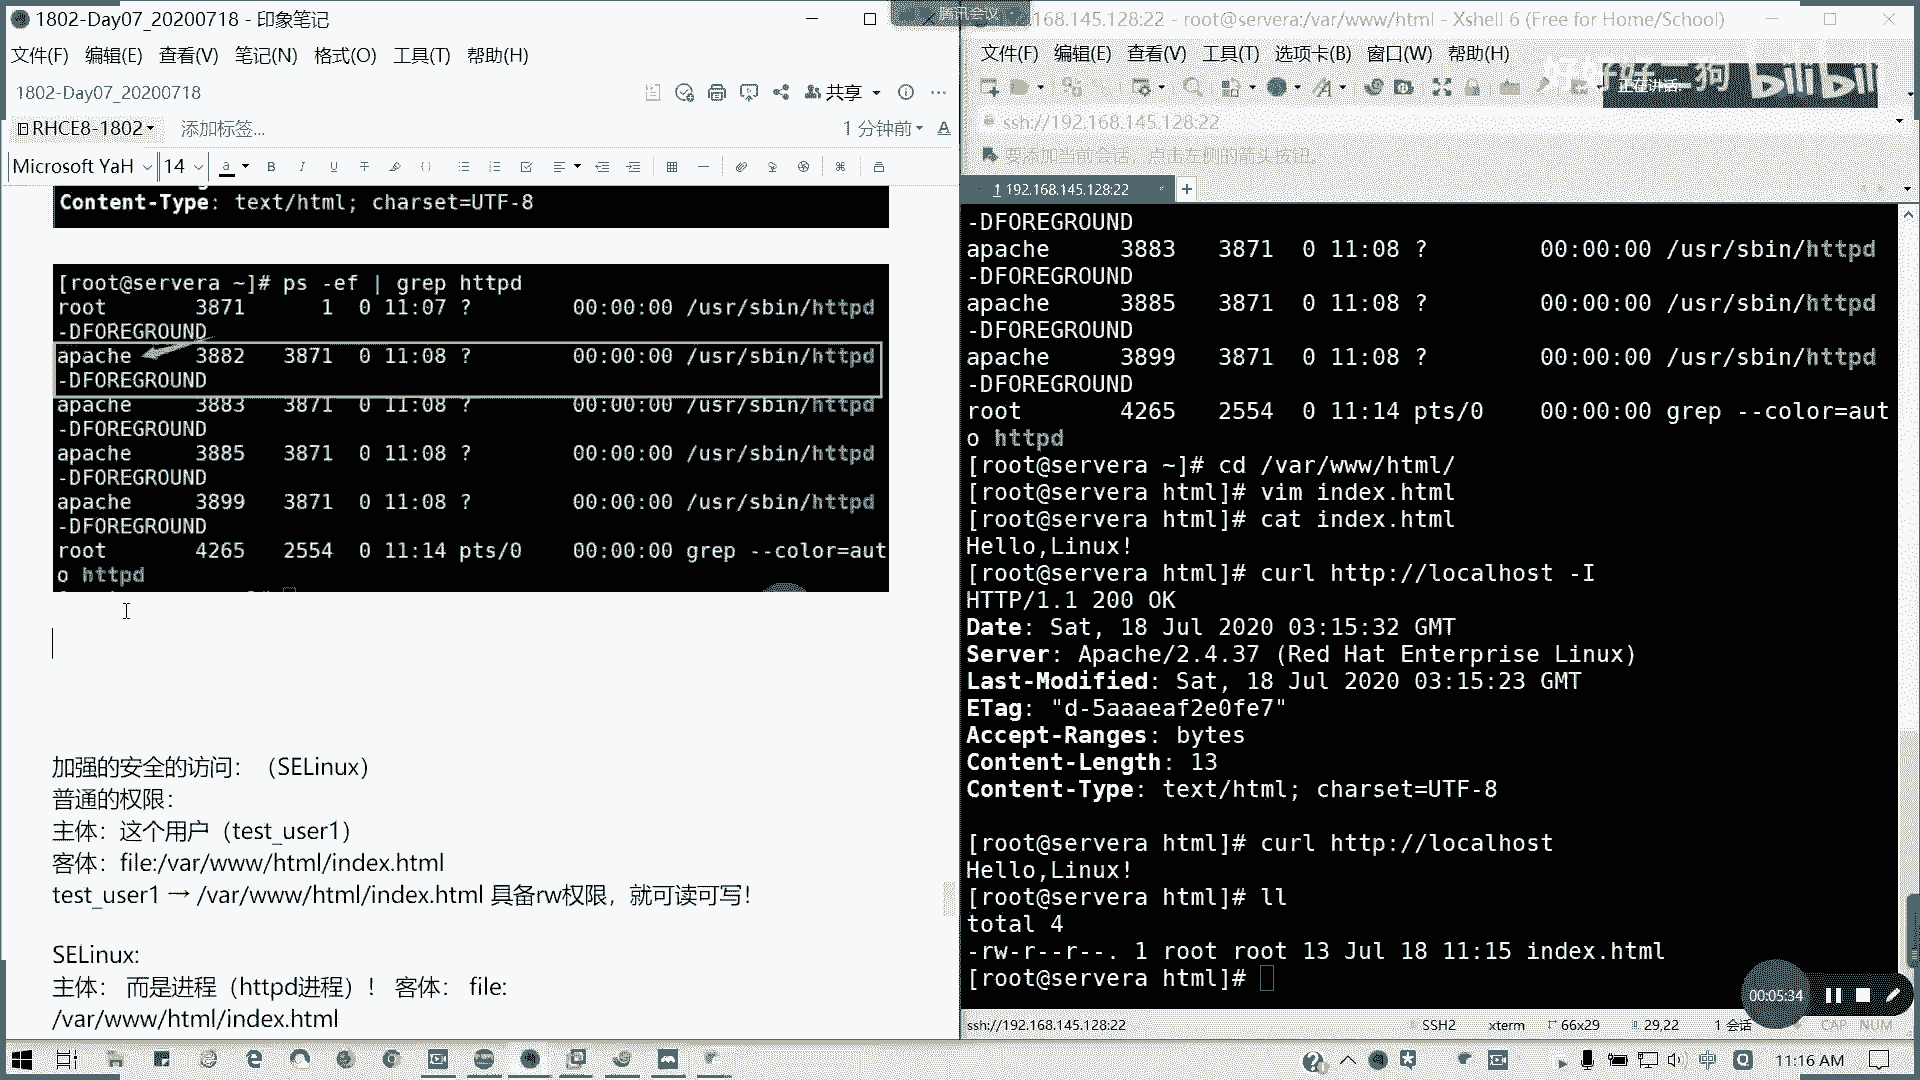 1802-Day07_20200718 - 印象笔记
文件(F) 编辑(E) 查看(V) 笔记(N) 格式(O) 工具(T) 帮助(H)
1802-Day07_20200718
共享
RHCE8-1802
添加标签...
1 分钟前
Microsoft YaH
14
Content-Type: text/html; charset=UTF-8
[root@servera ~]# ps -ef | grep httpd
root 3871 1 0 11:07 ? 00:00:00 /usr/sbin/httpd
-DFOREGROUND
apache 3882 3871 0 11:08 ? 00:00:00 /usr/sbin/httpd
-DFOREGROUND
apache 3883 3871 0 11:08 ? 00:00:00 /usr/sbin/httpd
-DFOREGROUND
apache 3885 3871 0 11:08 ? 00:00:00 /usr/sbin/httpd
-DFOREGROUND
apache 3899 3871 0 11:08 ? 00:00:00 /usr/sbin/httpd
-DFOREGROUND
root 4265 2554 0 11:14 pts/0 00:00:00 grep --color=aut
o httpd
加强的安全的访问：（SELinux）
普通的权限：
主体：这个用户（test_user1）
客体：file:/var/www/html/index.html
test_user1 → /var/www/html/index.html 具备rw权限，就可读可写！
SELinux:
主体： 而是进程（httpd进程）！ 客体： file:
/var/www/html/index.html
腾讯会议
192.168.145.128:22 - root@servera:/var/www/html - Xshell 6 (Free for Home/School)
文件(F) 编辑(E) 查看(V) 工具(T) 选项卡(B) 窗口(W) 帮助(H)
正在讲话:
bilibili
ssh://192.168.145.128:22
要添加当前会话，点击左侧的箭头按钮。
1 192.168.145.128:22
-DFOREGROUND
apache 3883 3871 0 11:08 ? 00:00:00 /usr/sbin/httpd
-DFOREGROUND
apache 3885 3871 0 11:08 ? 00:00:00 /usr/sbin/httpd
-DFOREGROUND
apache 3899 3871 0 11:08 ? 00:00:00 /usr/sbin/httpd
-DFOREGROUND
root 4265 2554 0 11:14 pts/0 00:00:00 grep --color=aut
o httpd
[root@servera ~]# cd /var/www/html/
[root@servera html]# vim index.html
[root@servera html]# cat index.html
Hello,Linux!
[root@servera html]# curl http://localhost -I
HTTP/1.1 200 OK
Date: Sat, 18 Jul 2020 03:15:32 GMT
Server: Apache/2.4.37 (Red Hat Enterprise Linux)
Last-Modified: Sat, 18 Jul 2020 03:15:23 GMT
ETag: "d-5aaaeaf2e0fe7"
Accept-Ranges: bytes
Content-Length: 13
Content-Type: text/html; charset=UTF-8
[root@servera html]# curl http://localhost
Hello,Linux!
[root@servera html]# ll
total 4
-rw-r--r--. 1 root root 13 Jul 18 11:15 index.html
[root@servera html]#
00:05:34
ssh://192.168.145.128:22 SSH2 xterm 66x29 29,22 1 会话 CAP NUM
中 11:16 AM